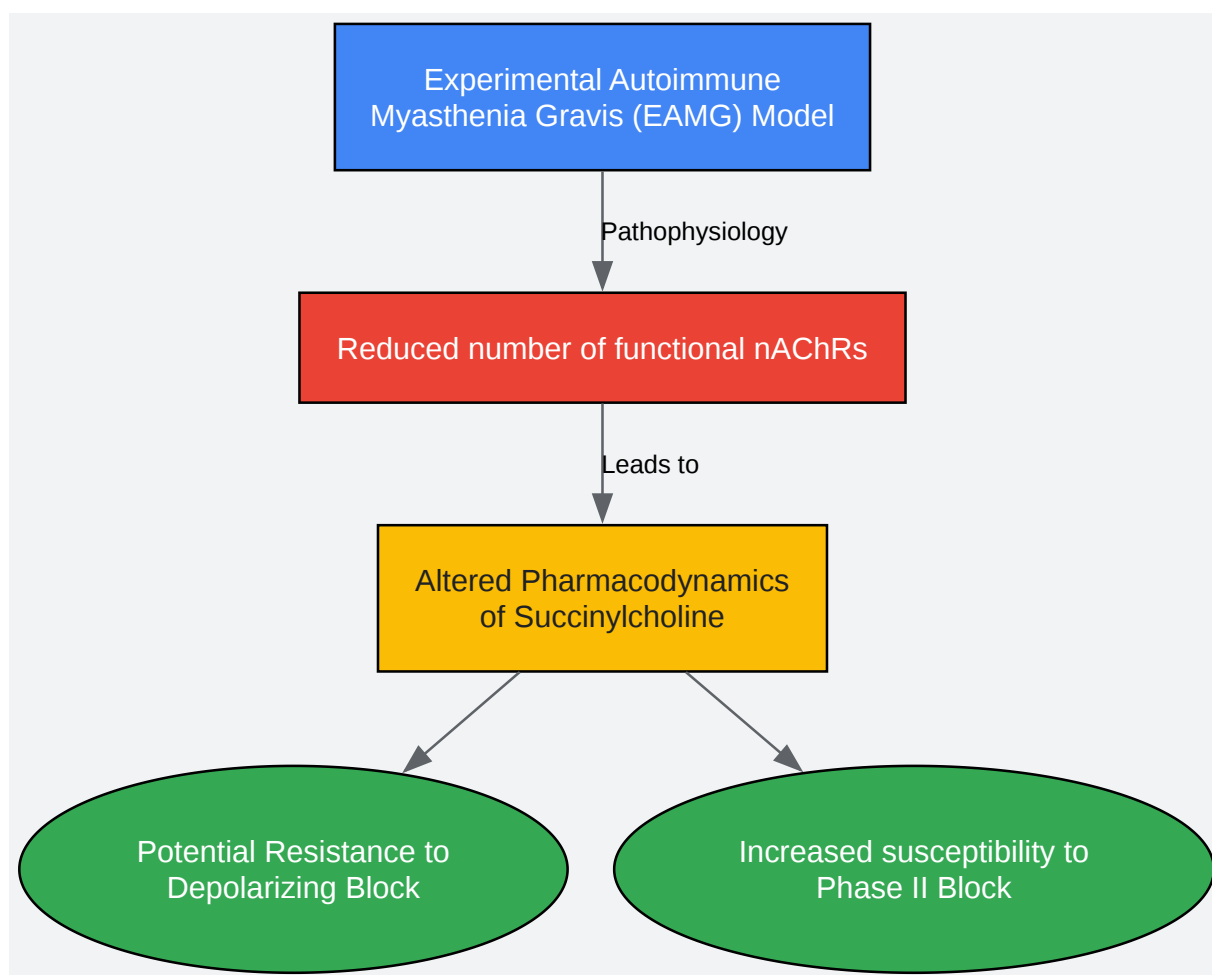 Experimental Autoimmune
Myasthenia Gravis (EAMG) Model
Pathophysiology
Reduced number of functional nAChRs
Leads to
Altered Pharmacodynamics
of Succinylcholine
Potential Resistance to
Depolarizing Block
Increased susceptibility to
Phase II Block